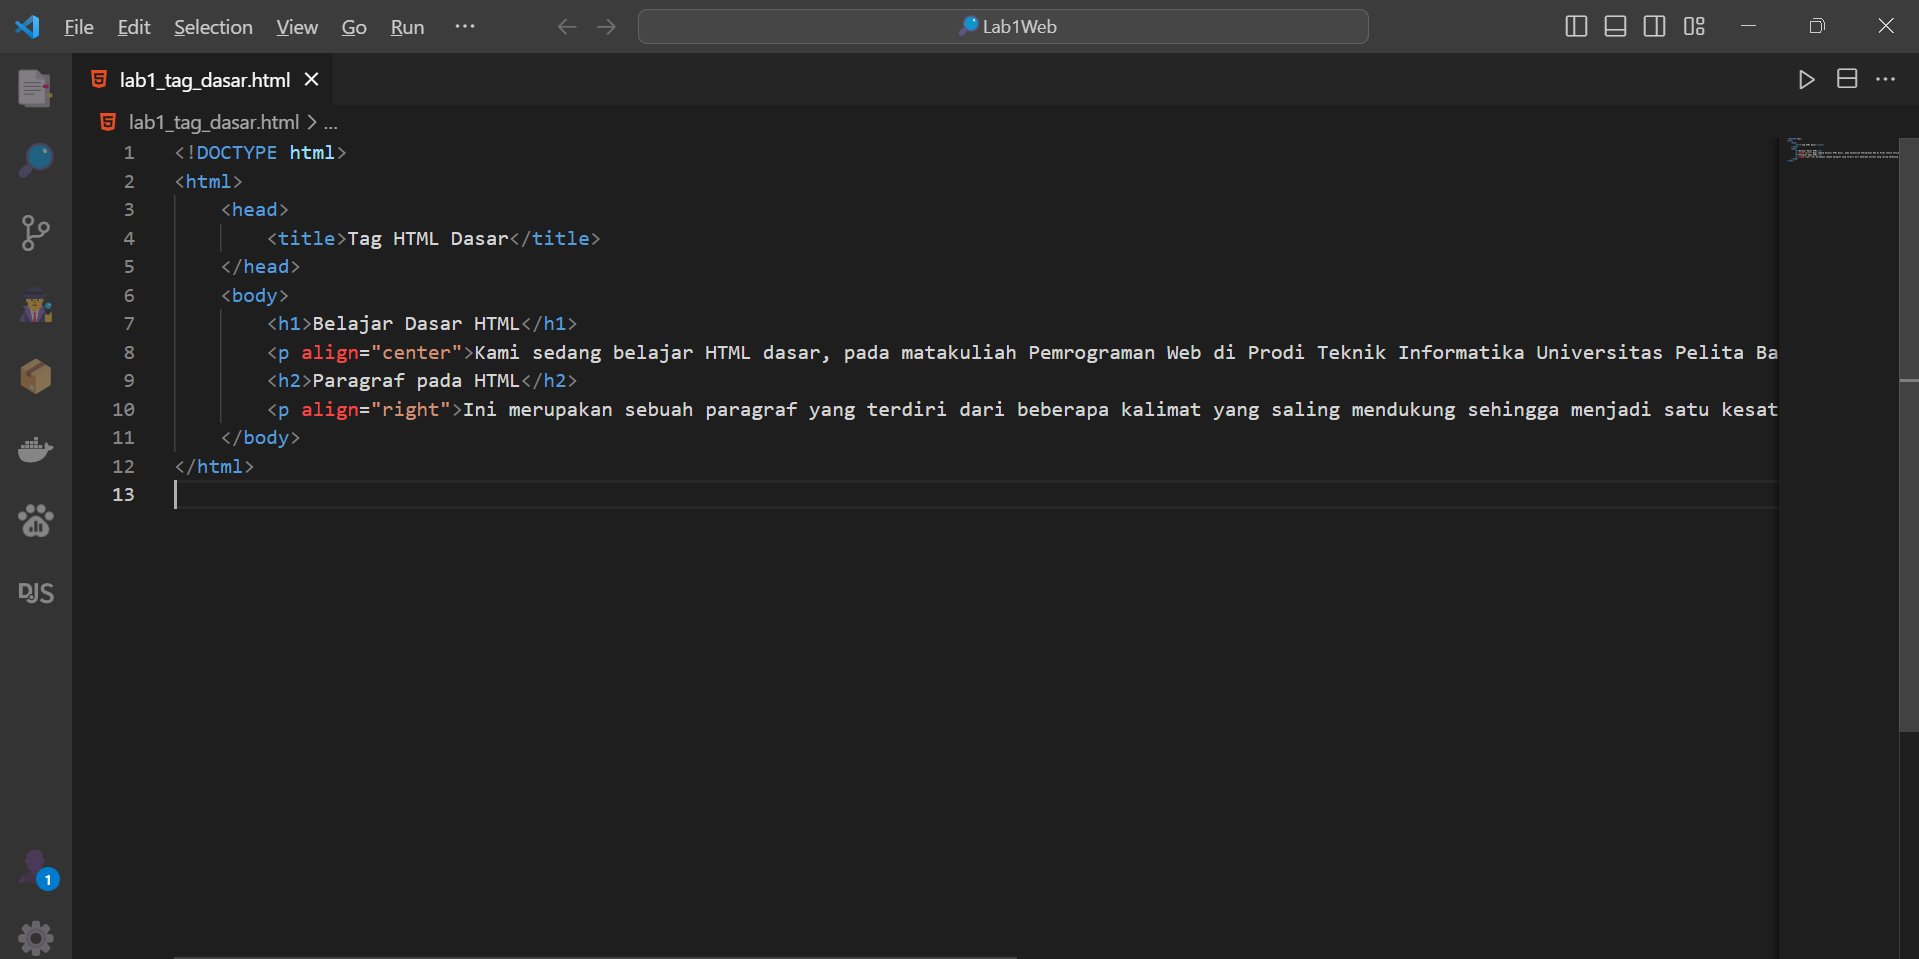 File Edit Selection View Go Run ··· Lab1Web
lab1_tag_dasar.html
lab1_tag_dasar.html > ...
1 <!DOCTYPE html>
2 <html>
3 <head>
4 <title>Tag HTML Dasar</title>
5 </head>
6 <body>
7 <h1>Belajar Dasar HTML</h1>
8 <p align="center">Kami sedang belajar HTML dasar, pada matakuliah Pemrograman Web di Prodi Teknik Informatika Universitas Pelita Ba
9 <h2>Paragraf pada HTML</h2>
10 <p align="right">Ini merupakan sebuah paragraf yang terdiri dari beberapa kalimat yang saling mendukung sehingga menjadi satu kesat
11 </body>
12 </html>
13
DJS
1